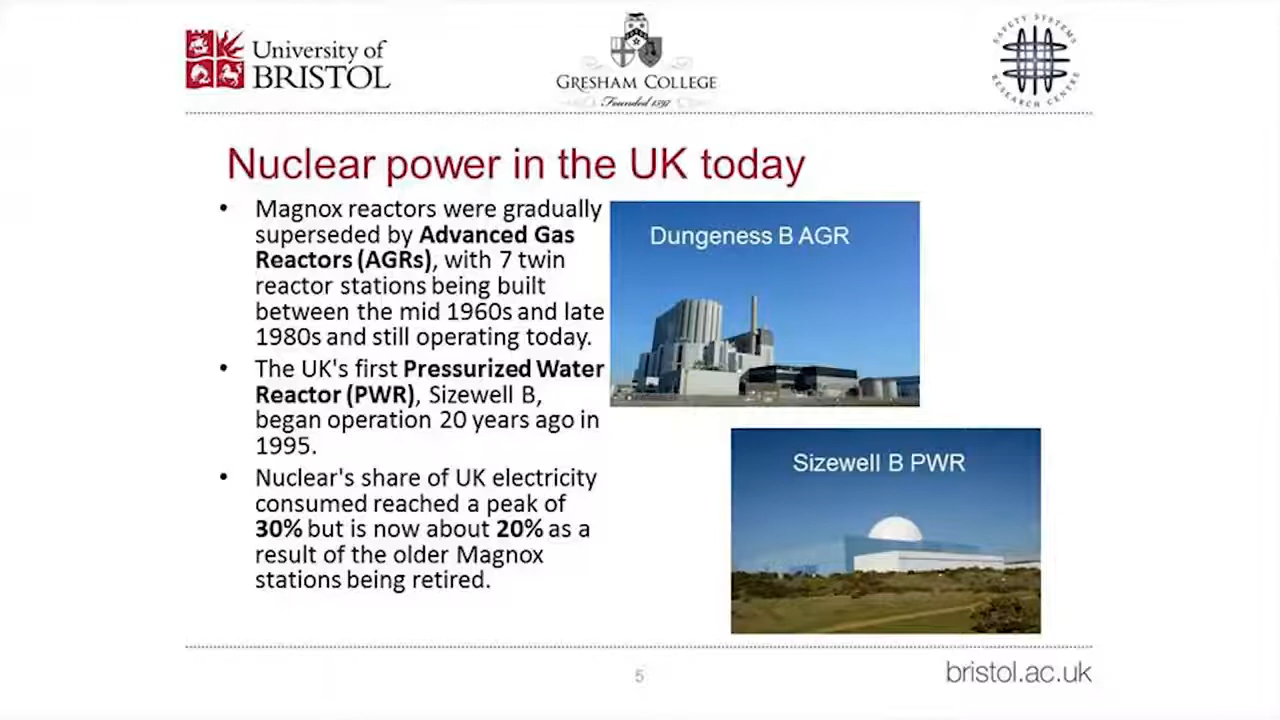 University of
BRISTOL
GRESHAM COLLEGE
Founded 1597
SAFETY SYSTEMS
RESEARCH CENTRE
Nuclear power in the UK today
• Magnox reactors were gradually
superseded by Advanced Gas
Reactors (AGRs), with 7 twin
reactor stations being built
between the mid 1960s and late
1980s and still operating today.
• The UK's first Pressurized Water
Reactor (PWR), Sizewell B,
began operation 20 years ago in
1995.
• Nuclear's share of UK electricity
consumed reached a peak of
30% but is now about 20% as a
result of the older Magnox
stations being retired.
Dungeness B AGR
Sizewell B PWR
5
bristol.ac.uk